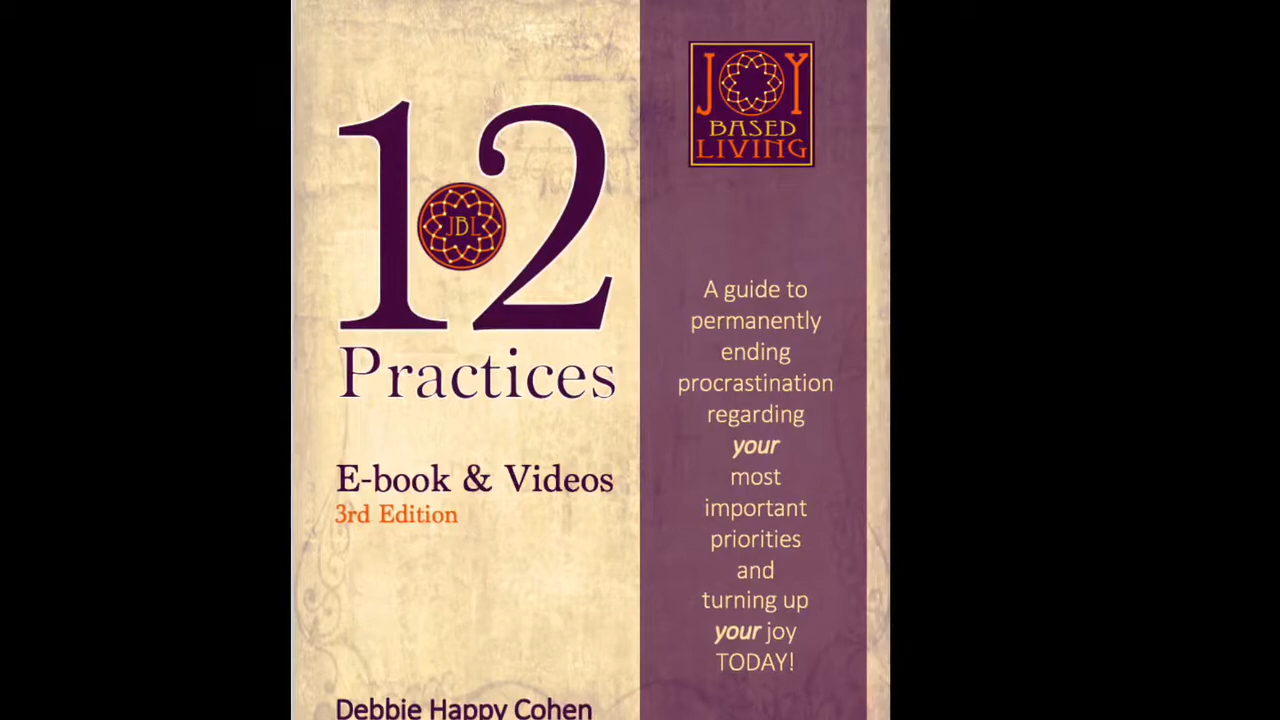 12
JBL
Practices
E-book & Videos
3rd Edition
Debbie Happy Cohen
JOY
BASED
LIVING
A guide to
permanently
ending
procrastination
regarding
your
most
important
priorities
and
turning up
your joy
TODAY!